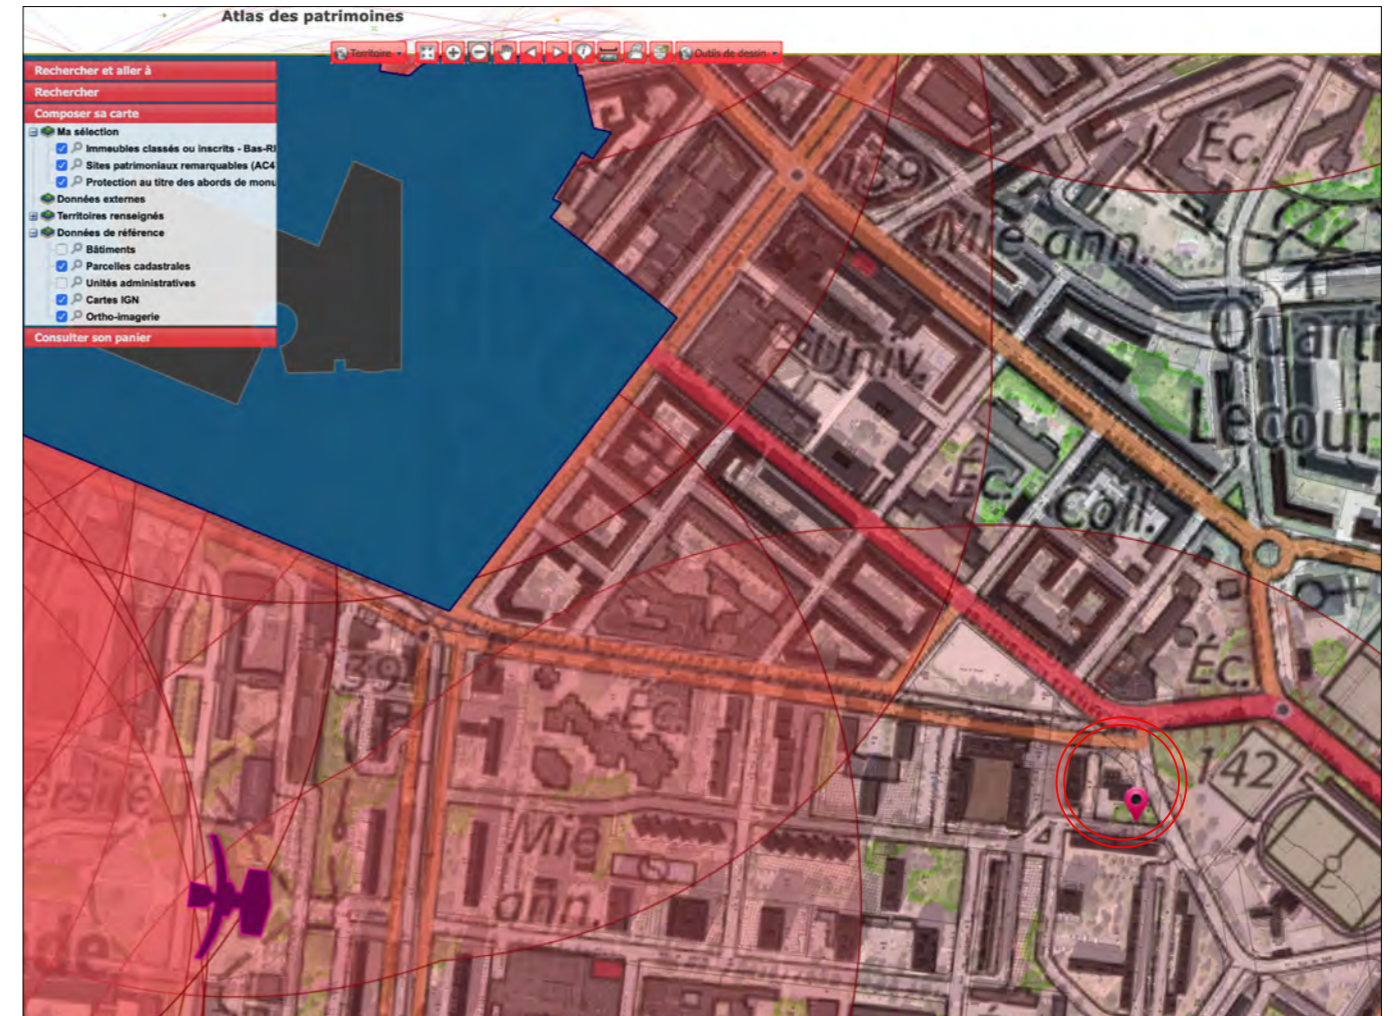 Atlas des patrimoines
Territoire
Outils de dessin
Rechercher et aller à
Rechercher
Composer sa carte
Ma sélection
Immeubles classés ou inscrits - Bas-R
Sites patrimoniaux remarquables (AC4
Protection au titre des abords de monu
Données externes
Territoires renseignés
Données de référence
Bâtiments
Parcelles cadastrales
Unités administratives
Cartes IGN
Ortho-imagerie
Consulter son panier
Éc.
39
Mie ann.
Quarti
Univ.
Lecour
Éc.
Coll.
39
Éc.
Éc.
142
ersité
Mie
ann.
de